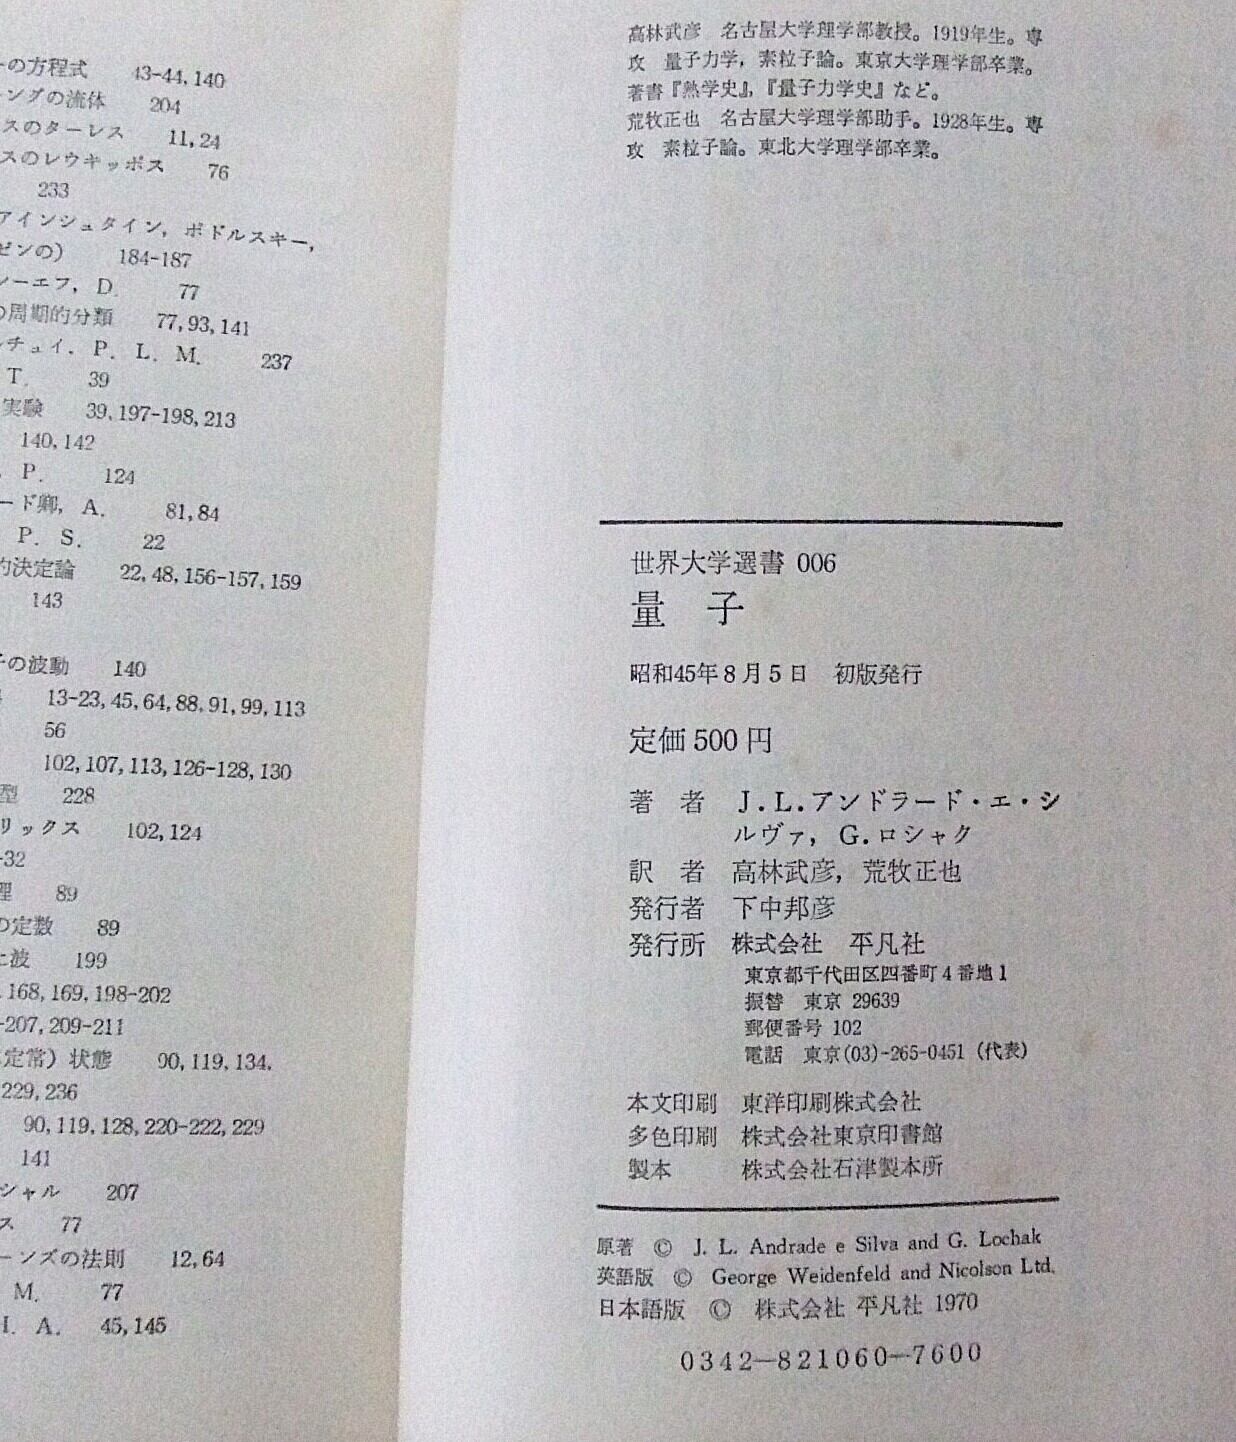 ーの方程式 43-44, 140
ングの流体 204
スのターレス 11, 24
スのレウキッポス 76
233
アインシュタイン, ポドルスキー,
ゼンの) 184-187
ーエフ, D. 77
の周期的分類 77, 93, 141
チェイ. P. L. M. 237
T. 39
実験 39, 197-198, 213
140, 142
P. 124
ード卿, A. 81, 84
P. S. 22
的決定論 22, 48, 156-157, 159
143
子の波動 140
13-23, 45, 64, 88, 91, 99, 113
56
102, 107, 113, 126-128, 130
型 228
リックス 102, 124
-32
理 89
の定数 89
波 199
168, 169, 198-202
-207, 209-211
定常) 状態 90, 119, 134,
229, 236
90, 119, 128, 220-222, 229
141
シャル 207
ス 77
ーンズの法則 12, 64
M. 77
A. 45, 145
高林武彦 名古屋大学理学部教授。1919年生。専
攻 量子力学, 素粒子論。東京大学理学部卒業。
著書『熱学史』,『量子力学史』など。
荒牧正也 名古屋大学理学部助手。1928年生。専
攻 素粒子論。東北大学理学部卒業。
世界大学選書 006
量 子
昭和45年8月5日 初版発行
定価 500 円
著 者 J.L.アンドラード・エ・シ
ルヴァ, G.ロシャク
訳 者 高林武彦, 荒牧正也
発行者 下中邦彦
発行所 株式会社 平凡社
東京都千代田区四番町4番地1
振替 東京 29639
郵便番号 102
電話 東京(03)-265-0451 (代表)
本文印刷 東洋印刷株式会社
多色印刷 株式会社東京印書館
製本 株式会社石津製本所
原著 © J. L. Andrade e Silva and G. Lochak
英語版 © George Weidenfeld and Nicolson Ltd.
日本語版 © 株式会社 平凡社 1970
0342-821060-7600